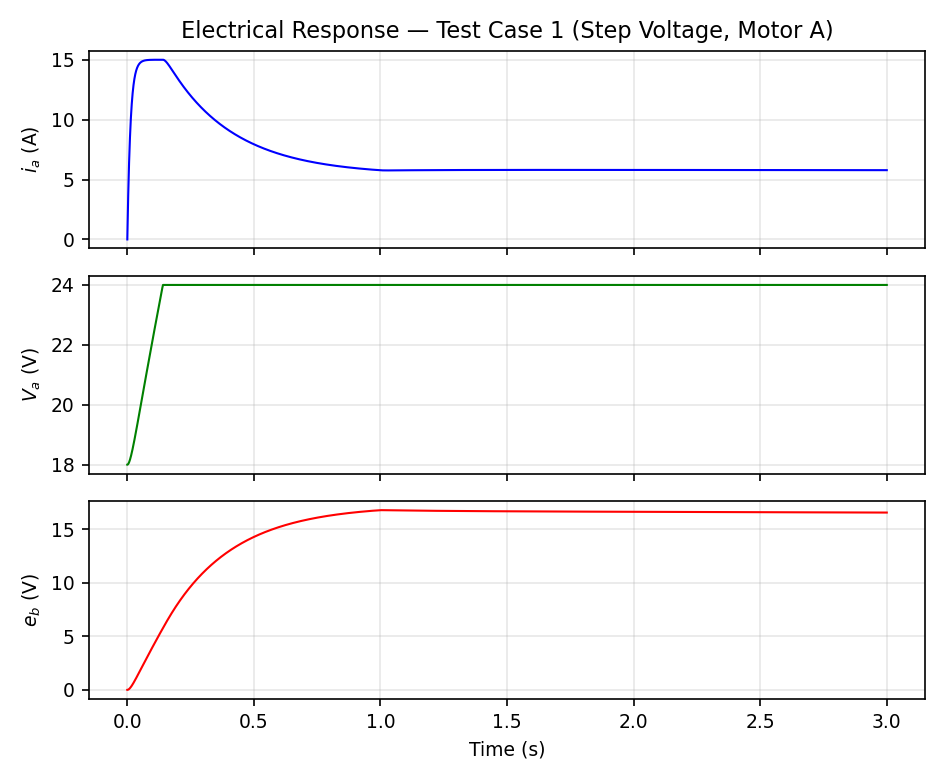 Electrical Response — Test Case 1 (Step Voltage, Motor A)
15
10
5
0
i_a (A)
24
22
20
18
V_a (V)
15
10
5
0
e_b (V)
0.0 0.5 1.0 1.5 2.0 2.5 3.0
Time (s)